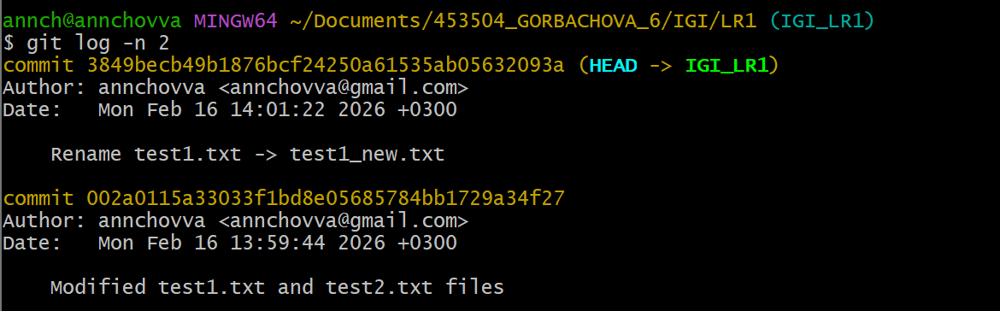 annch@annchovva MINGW64 ~/Documents/453504_GORBACHOVA_6/IGI/LR1 (IGI_LR1)
$ git log -n 2
commit 3849becb49b1876bcf24250a61535ab05632093a (HEAD -> IGI_LR1)
Author: annchovva <annchovva@gmail.com>
Date:   Mon Feb 16 14:01:22 2026 +0300

    Rename test1.txt -> test1_new.txt

commit 002a0115a33033f1bd8e05685784bb1729a34f27
Author: annchovva <annchovva@gmail.com>
Date:   Mon Feb 16 13:59:44 2026 +0300

    Modified test1.txt and test2.txt files